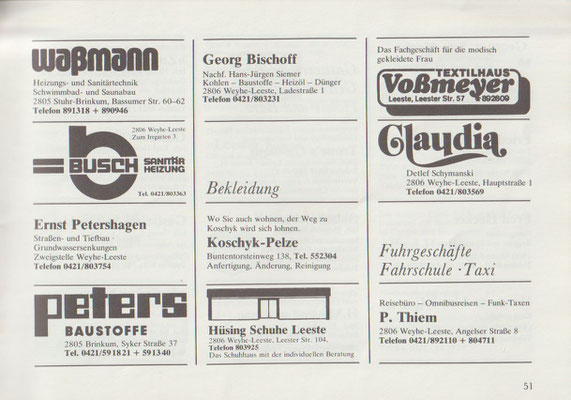 waßmann
Heizungs- und Sanitärtechnik
Schwimmbad- und Saunabau
2805 Stuhr-Brinkum, Bassumer Str. 60–62
Telefon 891318 + 890946
2806 Weyhe-Leeste
Zum Irrgarten 3
b
BUSCH SANITÄR
HEIZUNG
Tel. 0421/803363
Ernst Petershagen
Straßen- und Tiefbau ·
Grundwassersenkungen
Zweigstelle Weyhe-Leeste
Telefon 0421/803754
peters
BAUSTOFFE
2805 Brinkum, Syker Straße 37
Tel. 0421/591821 + 591340
Georg Bischoff
Nachf. Hans-Jürgen Siemer
Kohlen – Baustoffe – Heizöl – Dünger
2806 Weyhe-Leeste, Ladestraße 1
Telefon 0421/803231
Bekleidung
Wo Sie auch wohnen, der Weg zu
Koschyk wird sich lohnen.
Koschyk-Pelze
Buntentorsteinweg 138, Tel. 552304
Anfertigung, Änderung, Reinigung
Hüsing Schuhe Leeste
2806 Weyhe-Leeste, Leester Str. 104,
Telefon 803925
Das Schuhhaus mit der individuellen Beratung
Das Fachgeschäft für die modisch
gekleidete Frau
TEXTILHAUS
Voßmeyer
Leeste, Leester Str. 57 892809
Claudia
Detlef Schymanski
2806 Weyhe-Leeste, Hauptstraße 1
Telefon 0421/803569
Fuhrgeschäfte
Fahrschule · Taxi
Reisebüro – Omnibusreisen – Funk-Taxen
P. Thiem
2806 Weyhe-Leeste, Angelser Straße 8
Telefon 0421/892110 + 804711
51